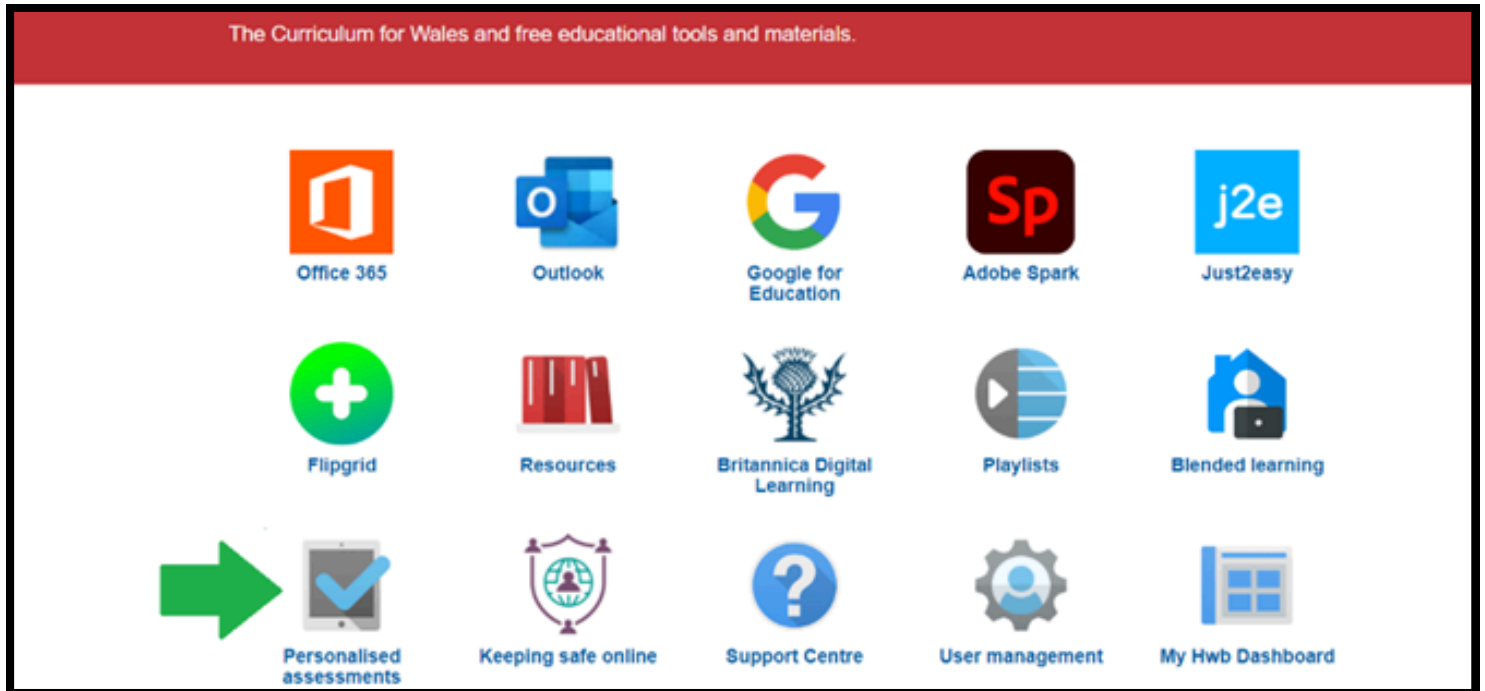 The Curriculum for Wales and free educational tools and materials.
O
Sp
j2e
Office 365
Outlook
Google for
Education
Adobe Spark
Just2easy
Flipgrid
Resources
Britannica Digital
Learning
Playlists
Blended learning
?
Personalised
assessments
Keeping safe online
Support Centre
User management
My Hwb Dashboard